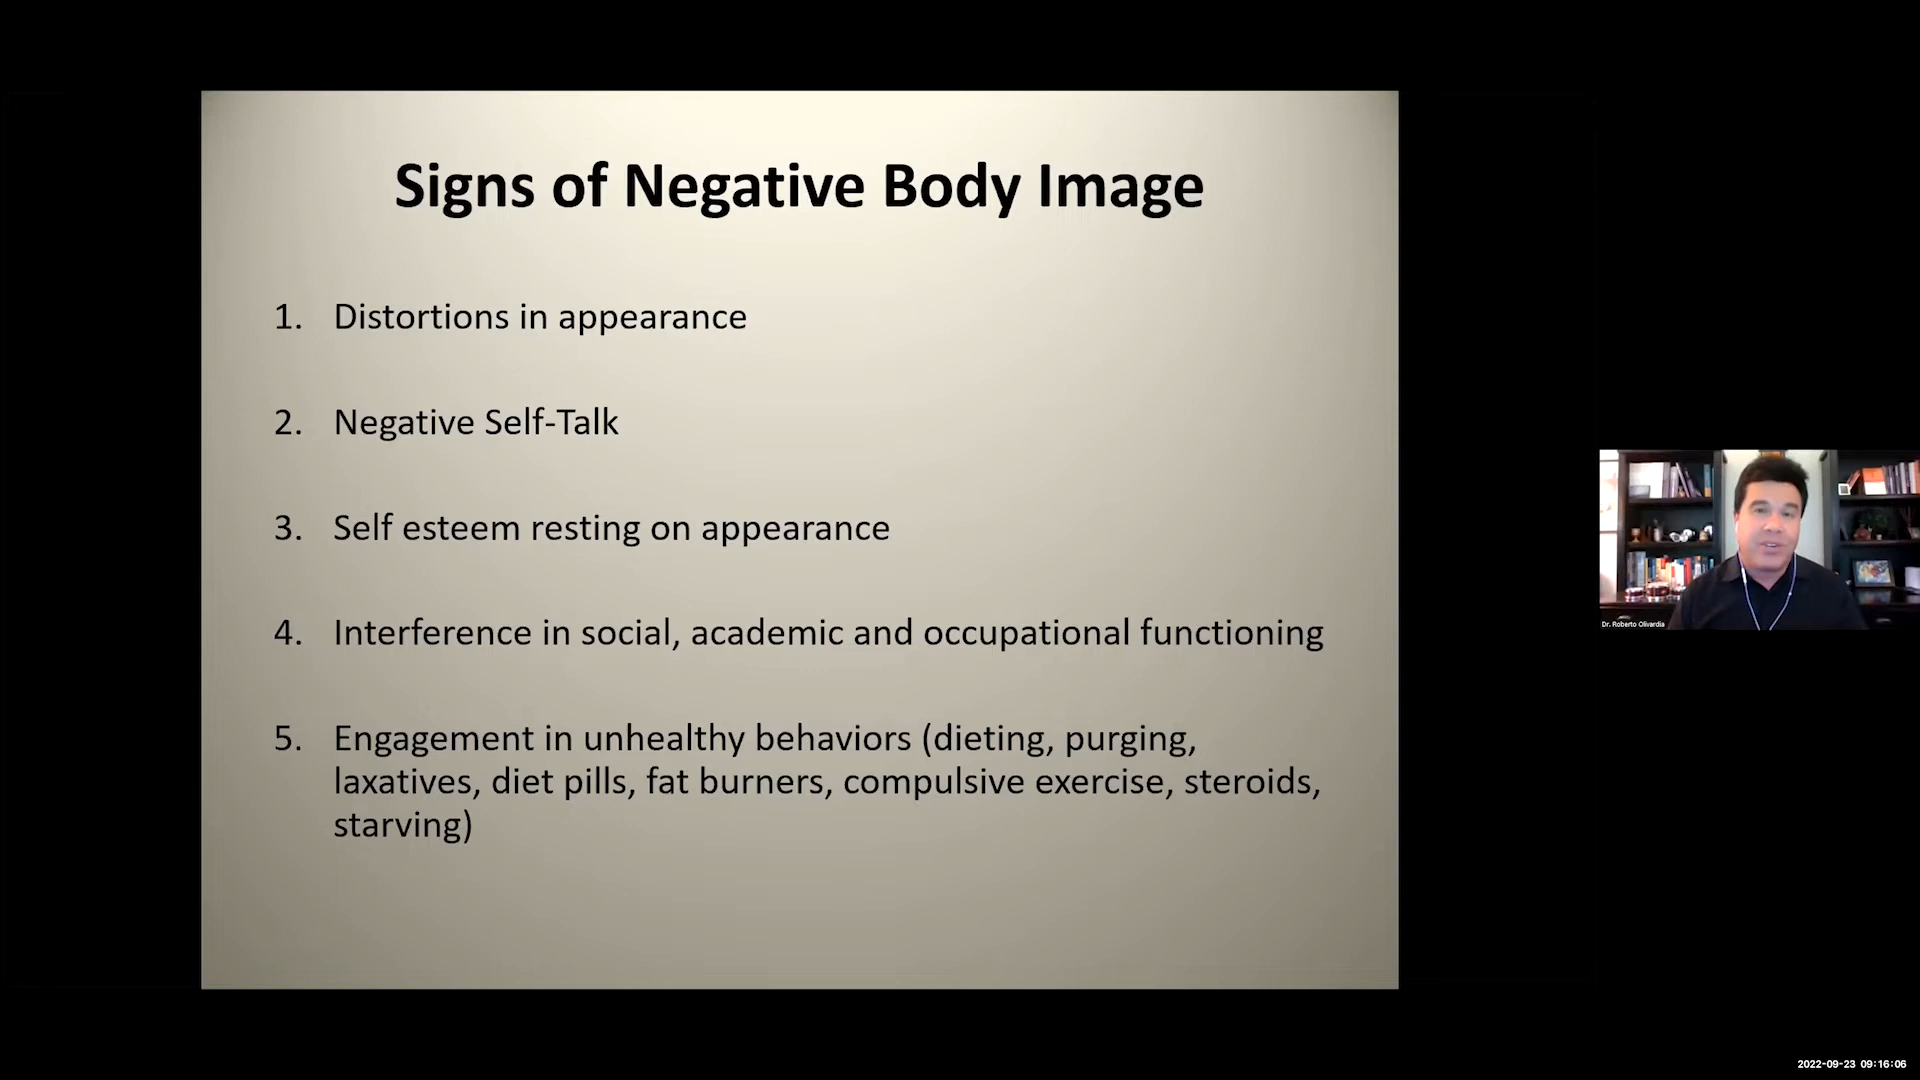 Signs of Negative Body Image
1. Distortions in appearance
2. Negative Self-Talk
3. Self esteem resting on appearance
4. Interference in social, academic and occupational functioning
5. Engagement in unhealthy behaviors (dieting, purging,
laxatives, diet pills, fat burners, compulsive exercise, steroids,
starving)
Dr. Roberto Olivardia
2022-09-23 09:16:06